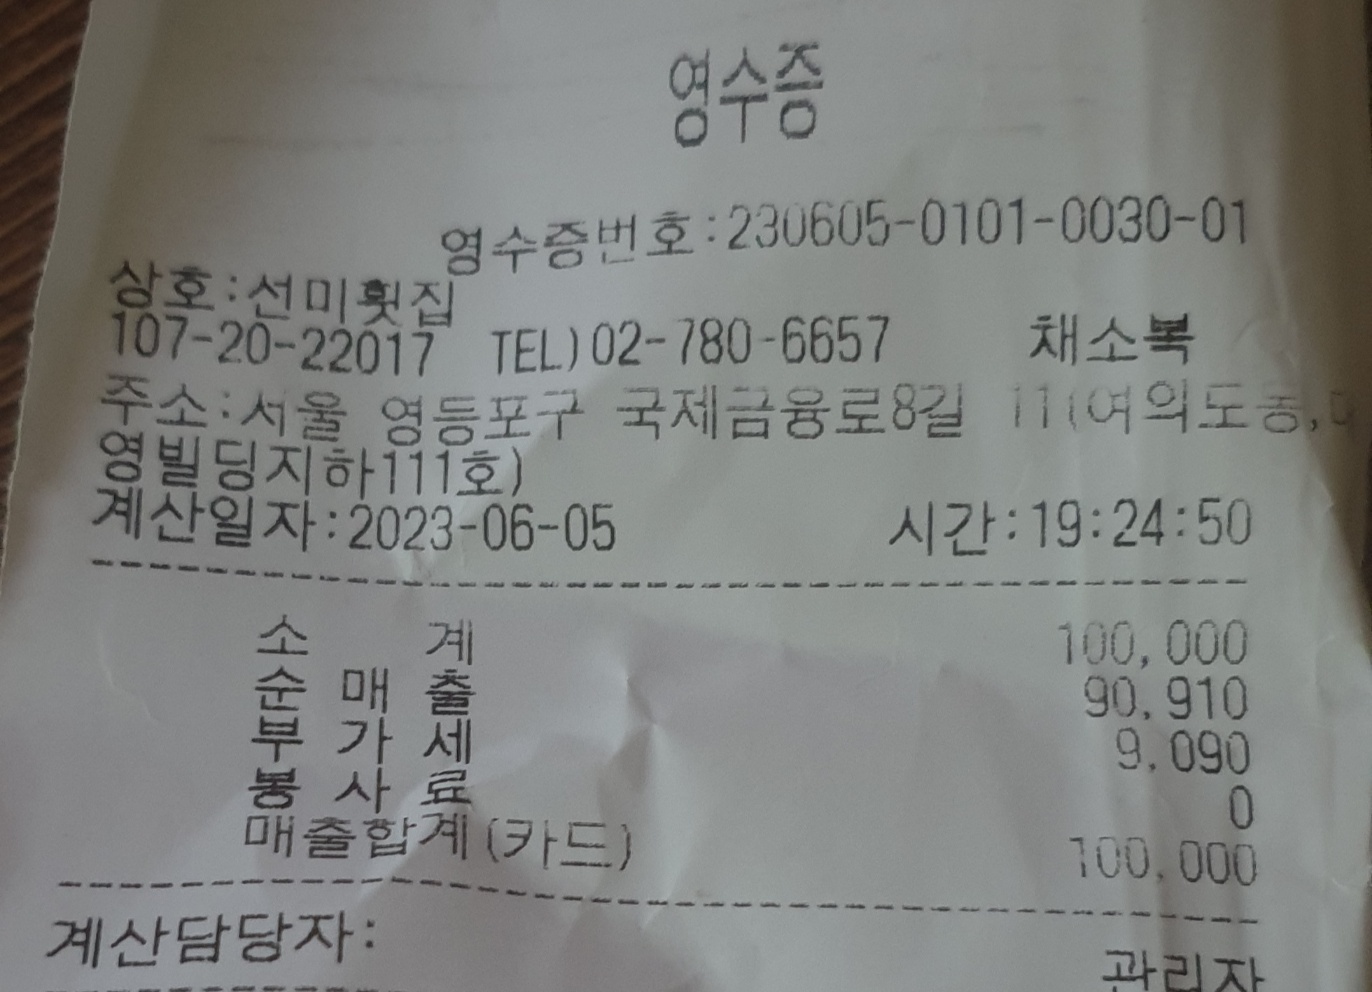 영수증
영수증번호:230605-0101-0030-01
상호:선미횟집
107-20-22017 TEL)02-780-6657 채소복
주소:서울 영등포구 국제금융로8길 11(여의도동,
영빌딩지하111호)
계산일자:2023-06-05 시간:19:24:50
소 계 100,000
순 매 출 90,910
부 가 세 9,090
봉 사 료 0
매출합계(카드) 100,000
계산담당자: 관리자